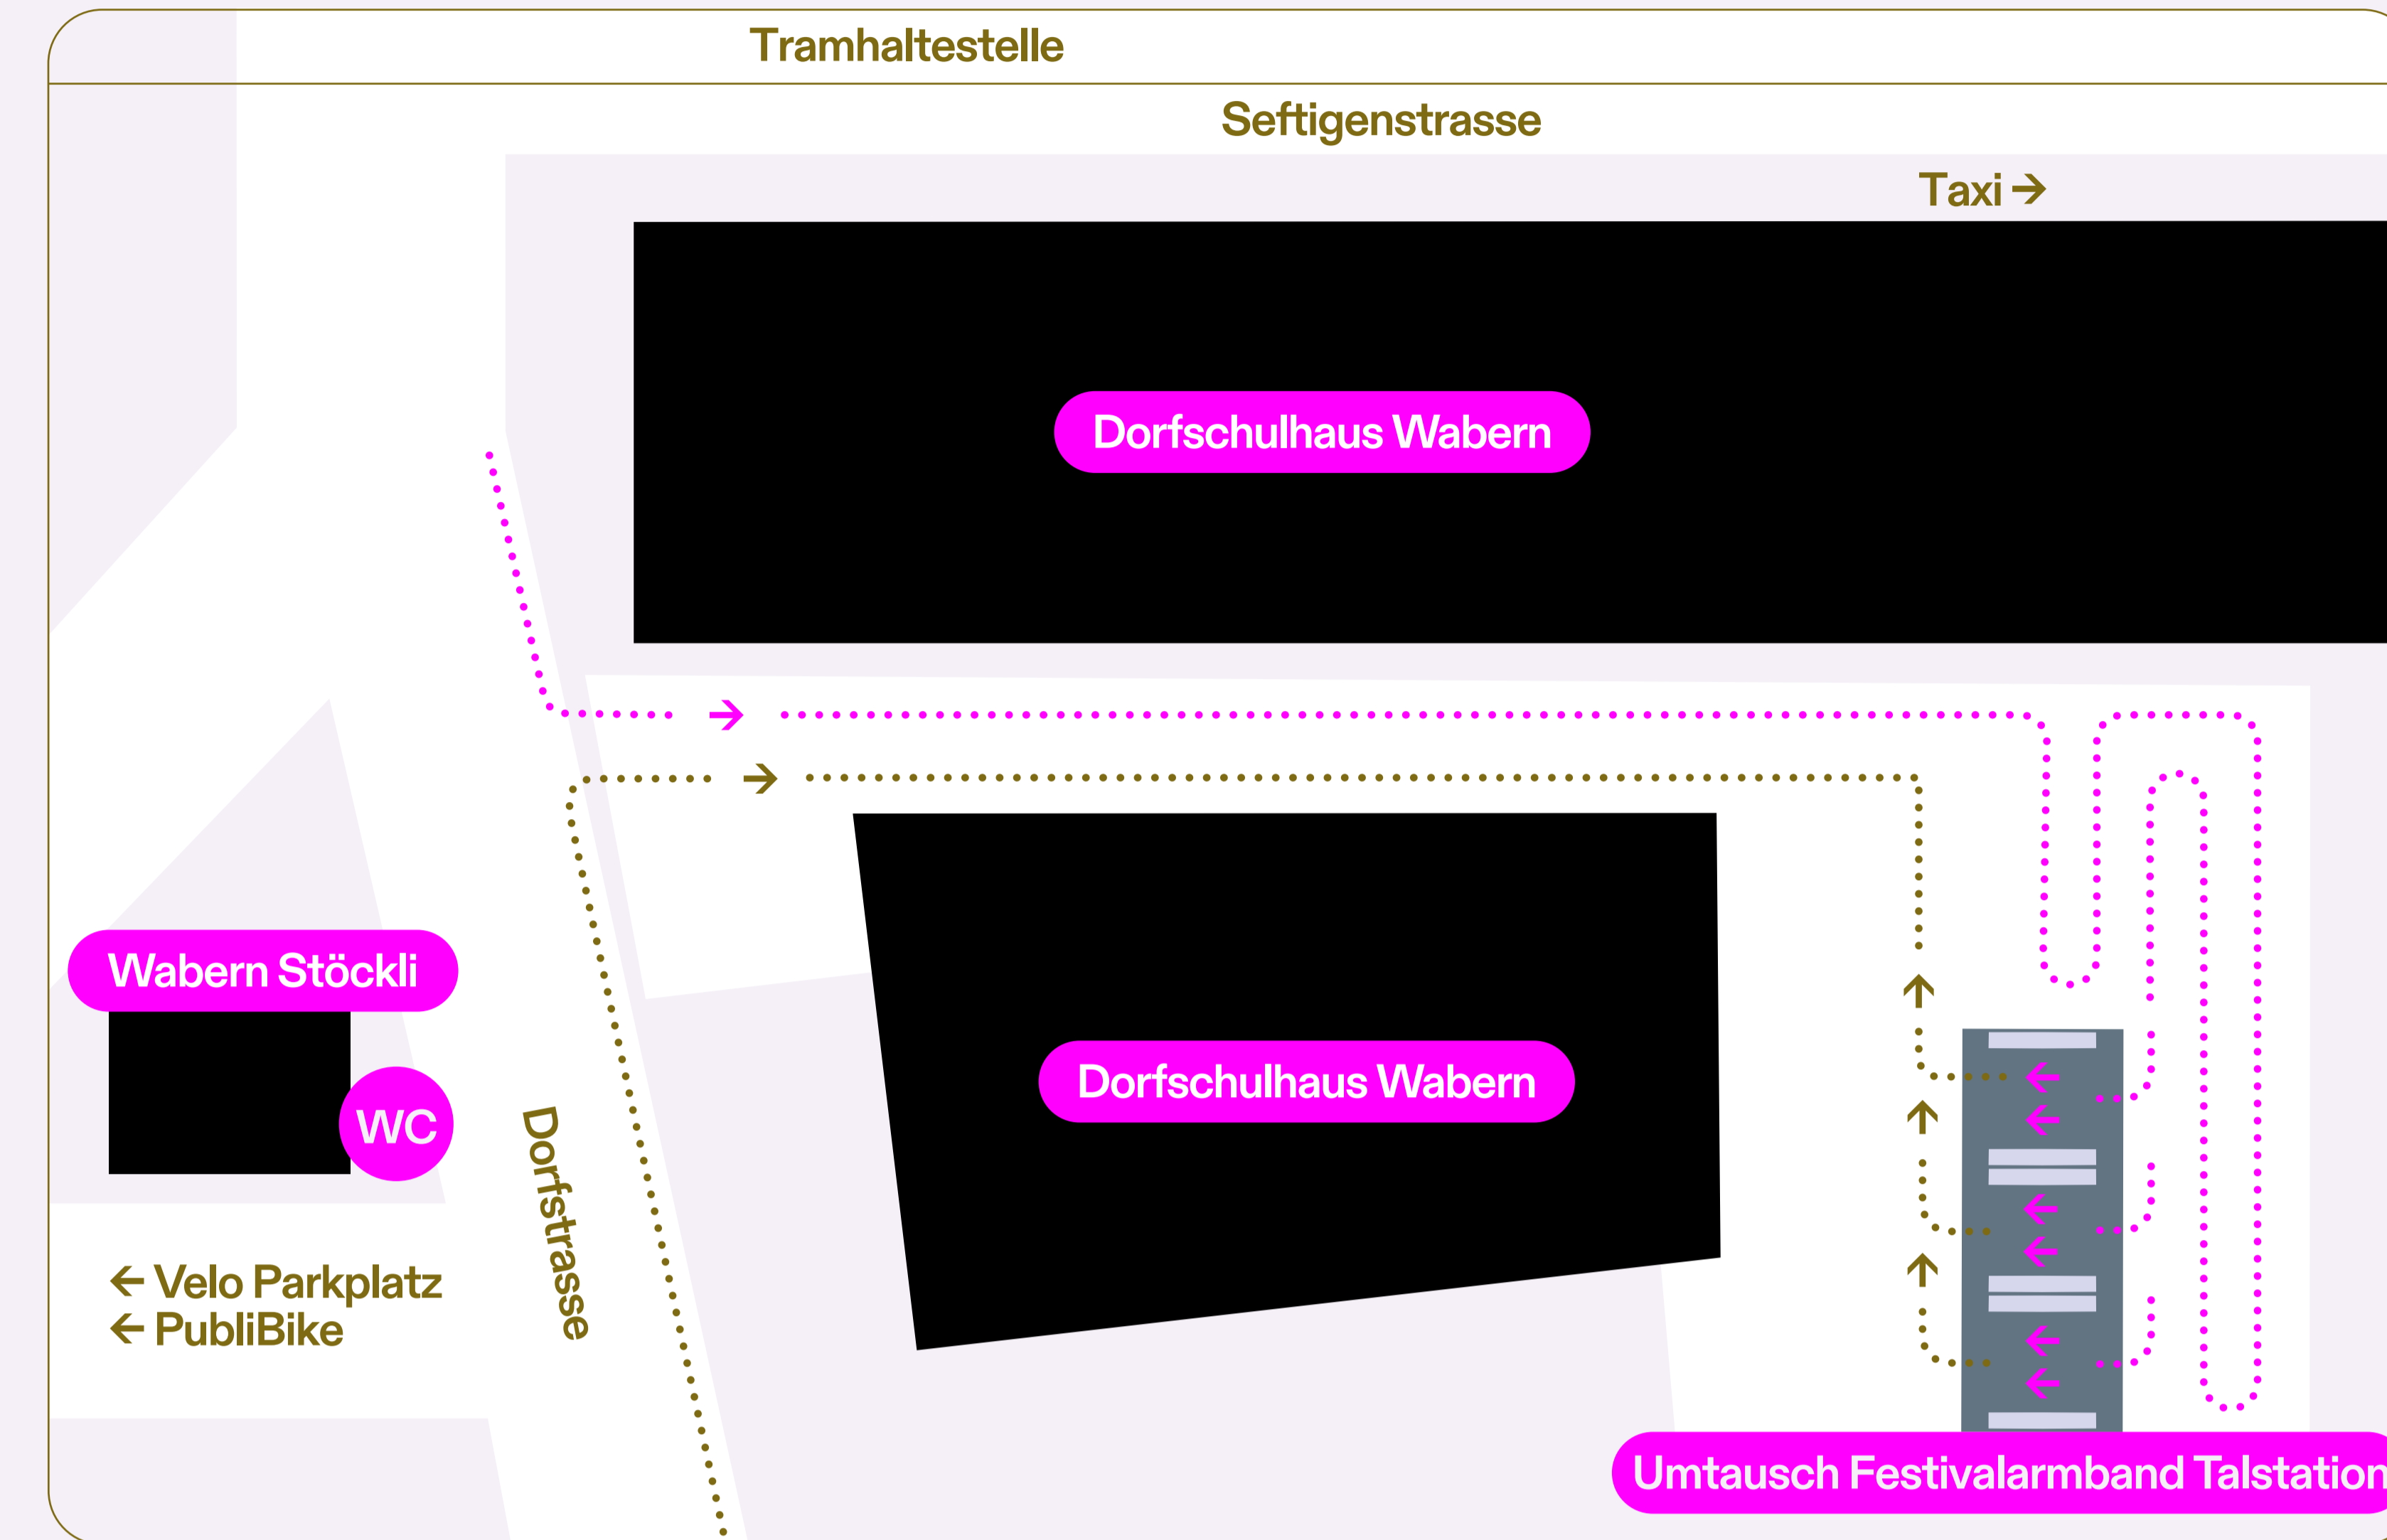 Tramhaltestelle
Seftigenstrasse
Taxi →
Dorfschulhaus Wabern
Wabern Stöckli
Dorfschulhaus Wabern
WC
Dorfstrasse
← Velo Parkplatz
← PubliBike
Umtausch Festivalarmband Talstation